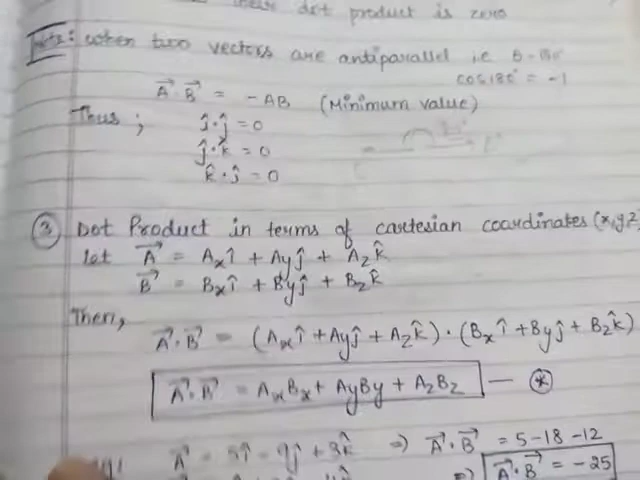 their dot product is zero
Note: when two vectors are antiparallel i.e θ = 180°
cos180° = -1
A⃗·B⃗ = -AB (Minimum value)
Thus ; ĵ·ĵ = 0
ĵ·k̂ = 0
k̂·ĵ = 0
③ Dot Product in terms of cartesian coordinates (x,y,z
let A⃗ = Axî + Ayĵ + Azk̂
B⃗ = Bxî + Byĵ + Bzk̂
Then,
A⃗·B⃗ = (Axî + Ayĵ + Azk̂)·(Bxî + Byĵ + Bzk̂)
A⃗·B⃗ = AxBx + AyBy + AzBz — ⊛
A⃗ = 5î - 9ĵ + 3k̂ ⇒ A⃗·B⃗ = 5-18-12
⇒ A⃗·B⃗ = -25